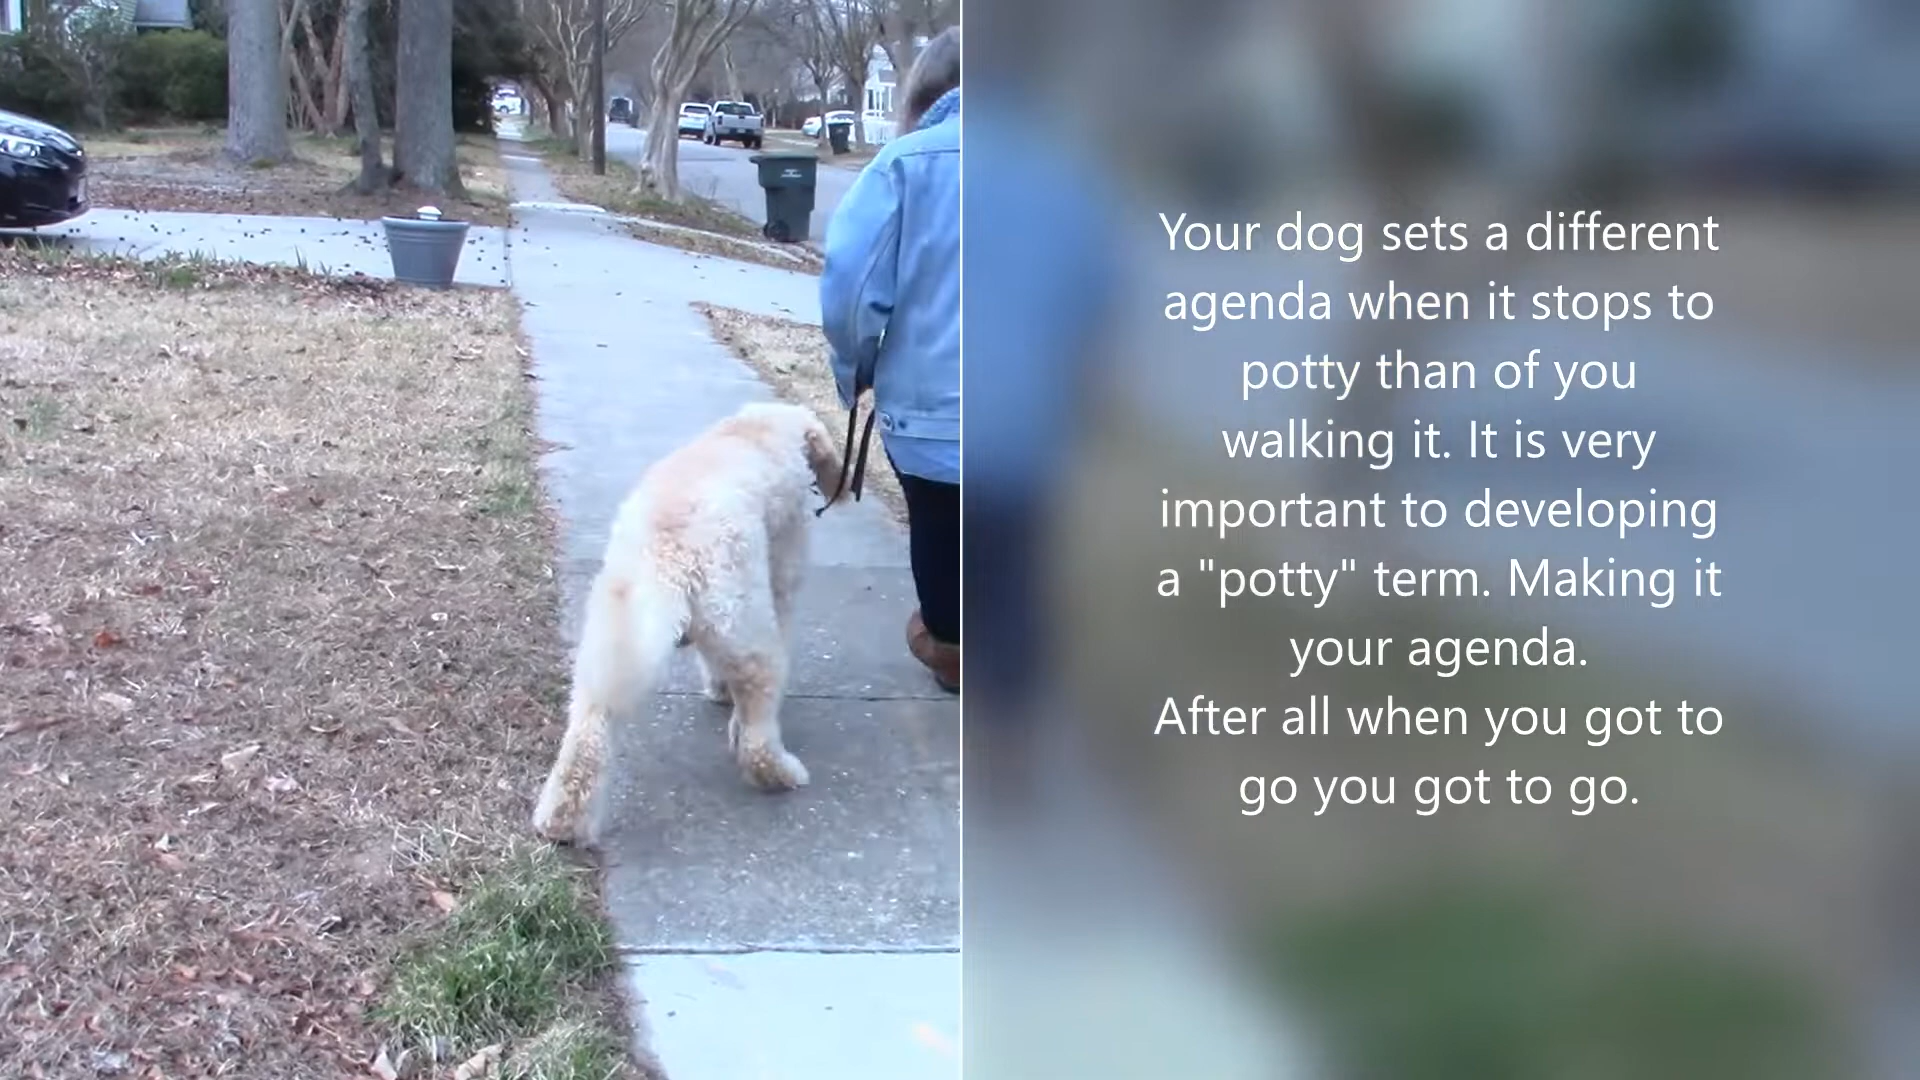 Your dog sets a different
agenda when it stops to
potty than of you
walking it. It is very
important to developing
a "potty" term. Making it
your agenda.
After all when you got to
go you got to go.